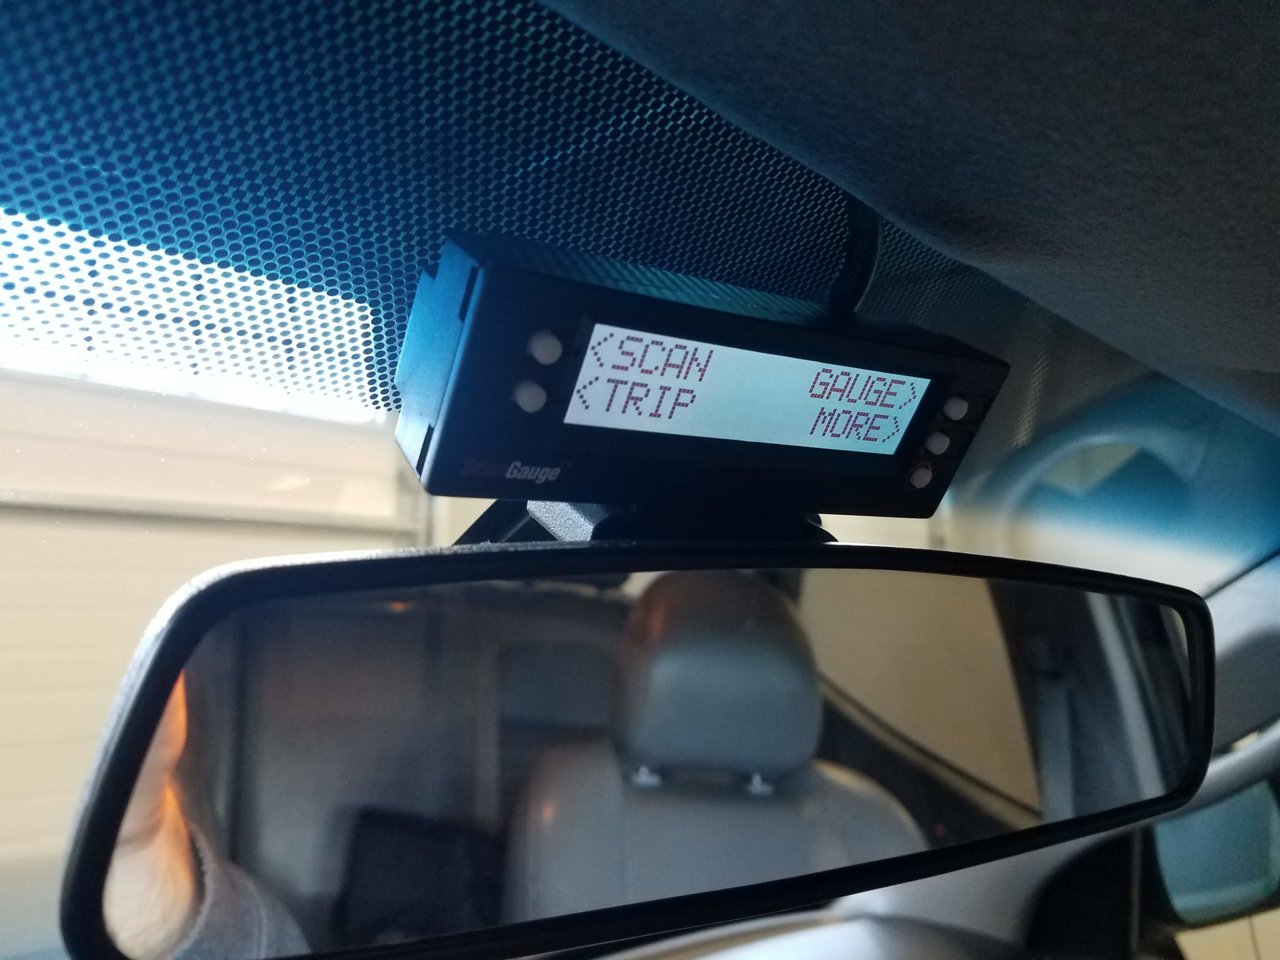 <SCAN GAUGE>
<TRIP MORE>
ScanGauge